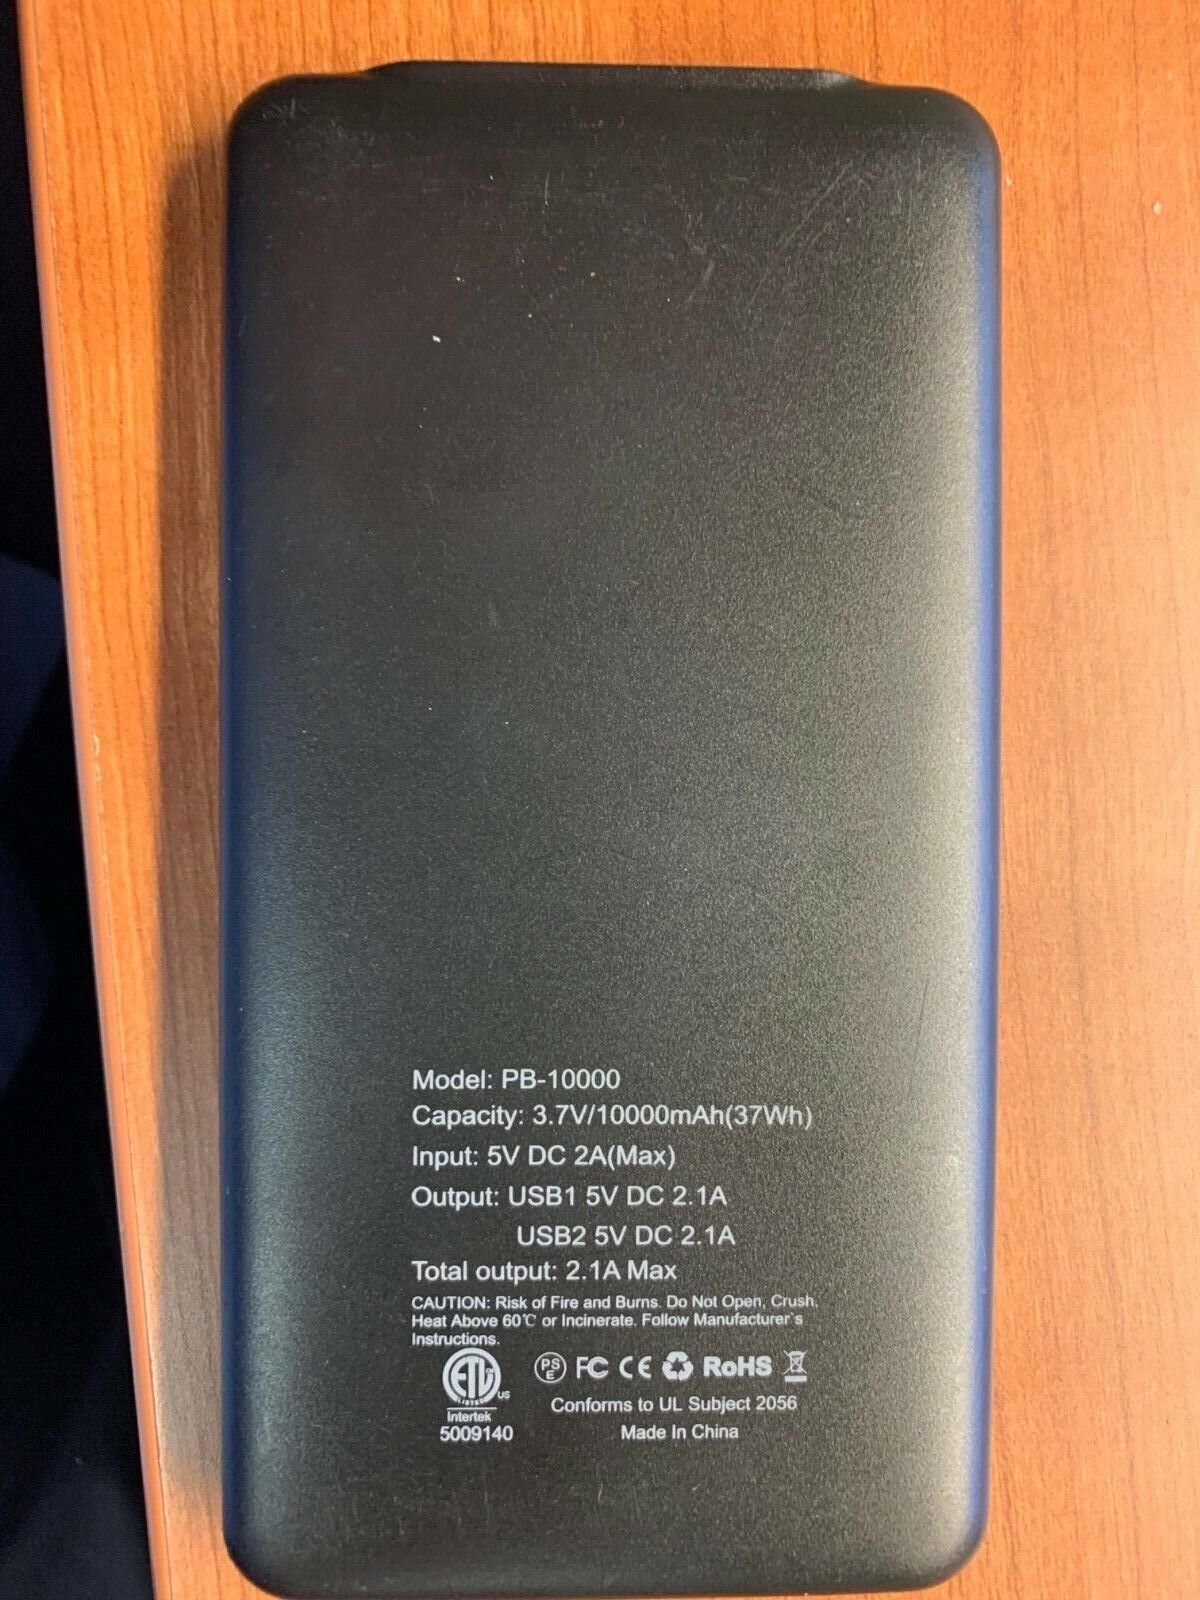 Model: PB-10000
Capacity: 3.7V/10000mAh(37Wh)
Input: 5V DC 2A(Max)
Output: USB1 5V DC 2.1A
USB2 5V DC 2.1A
Total output: 2.1A Max
CAUTION: Risk of Fire and Burns. Do Not Open, Crush,
Heat Above 60℃ or Incinerate. Follow Manufacturer`s
Instructions.
ETL US
LISTED
Intertek
5009140
PSE FC CE RoHS
Conforms to UL Subject 2056
Made In China